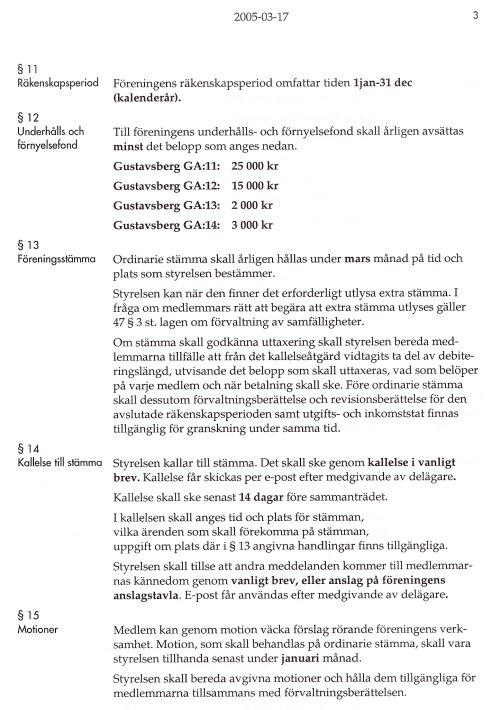 2005-03-17 3
§ 11
Räkenskapsperiod Föreningens räkenskapsperiod omfattar tiden 1jan-31 dec
(kalenderår).
§ 12
Underhålls och Till föreningens underhålls- och förnyelsefond skall årligen avsättas
förnyelsefond minst det belopp som anges nedan.
Gustavsberg GA:11: 25 000 kr
Gustavsberg GA:12: 15 000 kr
Gustavsberg GA:13: 2 000 kr
Gustavsberg GA:14: 3 000 kr
§ 13
Föreningsstämma Ordinarie stämma skall årligen hållas under mars månad på tid och
plats som styrelsen bestämmer.
Styrelsen kan när den finner det erforderligt utlysa extra stämma. I
fråga om medlemmars rätt att begära att extra stämma utlyses gäller
47 § 3 st. lagen om förvaltning av samfälligheter.
Om stämma skall godkänna uttaxering skall styrelsen bereda med-
lemmarna tillfälle att från det kallelseåtgärd vidtagits ta del av debite-
ringslängd, utvisande det belopp som skall uttaxeras, vad som belöper
på varje medlem och när betalning skall ske. Före ordinarie stämma
skall dessutom förvaltningsberättelse och revisionsberättelse för den
avslutade räkenskapsperioden samt utgifts- och inkomststat finnas
tillgänglig för granskning under samma tid.
§ 14
Kallelse till stämma Styrelsen kallar till stämma. Det skall ske genom kallelse i vanligt
brev. Kallelse får skickas per e-post efter medgivande av delägare.
Kallelse skall ske senast 14 dagar före sammanträdet.
I kallelsen skall anges tid och plats för stämman,
vilka ärenden som skall förekomma på stämman,
uppgift om plats där i § 13 angivna handlingar finns tillgängliga.
Styrelsen skall tillse att andra meddelanden kommer till medlemmar-
nas kännedom genom vanligt brev, eller anslag på föreningens
anslagstavla. E-post får användas efter medgivande av delägare.
§ 15
Motioner Medlem kan genom motion väcka förslag rörande föreningens verk-
samhet. Motion, som skall behandlas på ordinarie stämma, skall vara
styrelsen tillhanda senast under januari månad.
Styrelsen skall bereda avgivna motioner och hålla dem tillgängliga för
medlemmarna tillsammans med förvaltningsberättelsen.